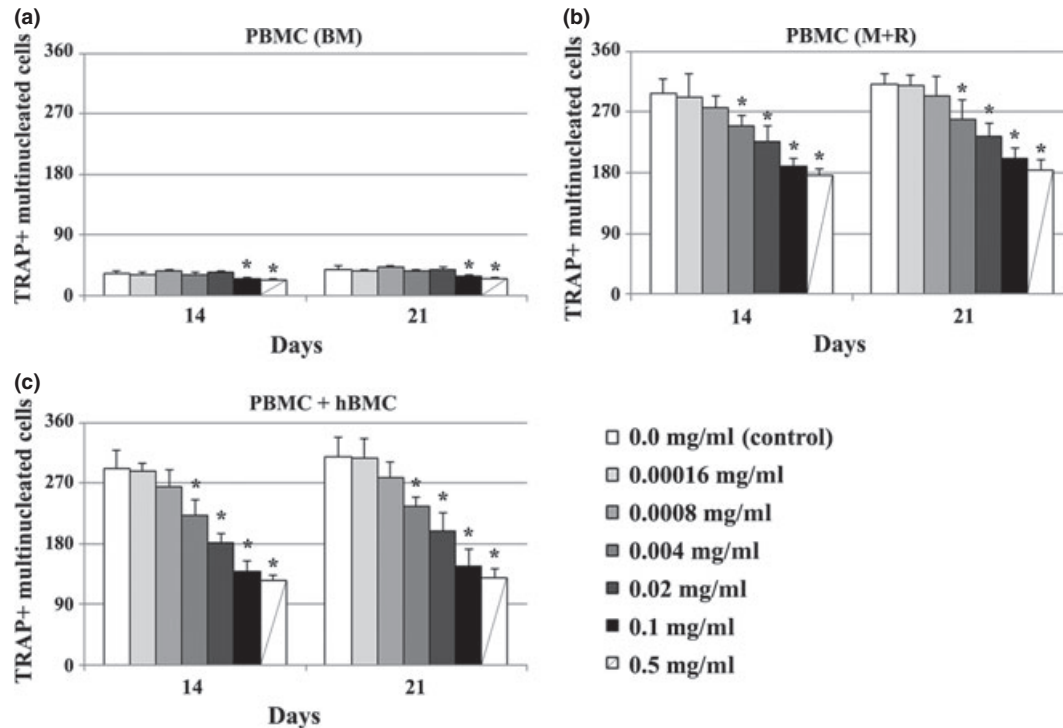 (a)
PBMC (BM)
TRAP+ multinucleated cells
360
270
180
90
0
* * * *
14 21
Days
(b)
PBMC (M+R)
TRAP+ multinucleated cells
360
270
180
90
0
* * * * * * * *
14 21
Days
(c)
PBMC + hBMC
TRAP+ multinucleated cells
360
270
180
90
0
* * * * * * * *
14 21
Days
0.0 mg/ml (control)
0.00016 mg/ml
0.0008 mg/ml
0.004 mg/ml
0.02 mg/ml
0.1 mg/ml
0.5 mg/ml